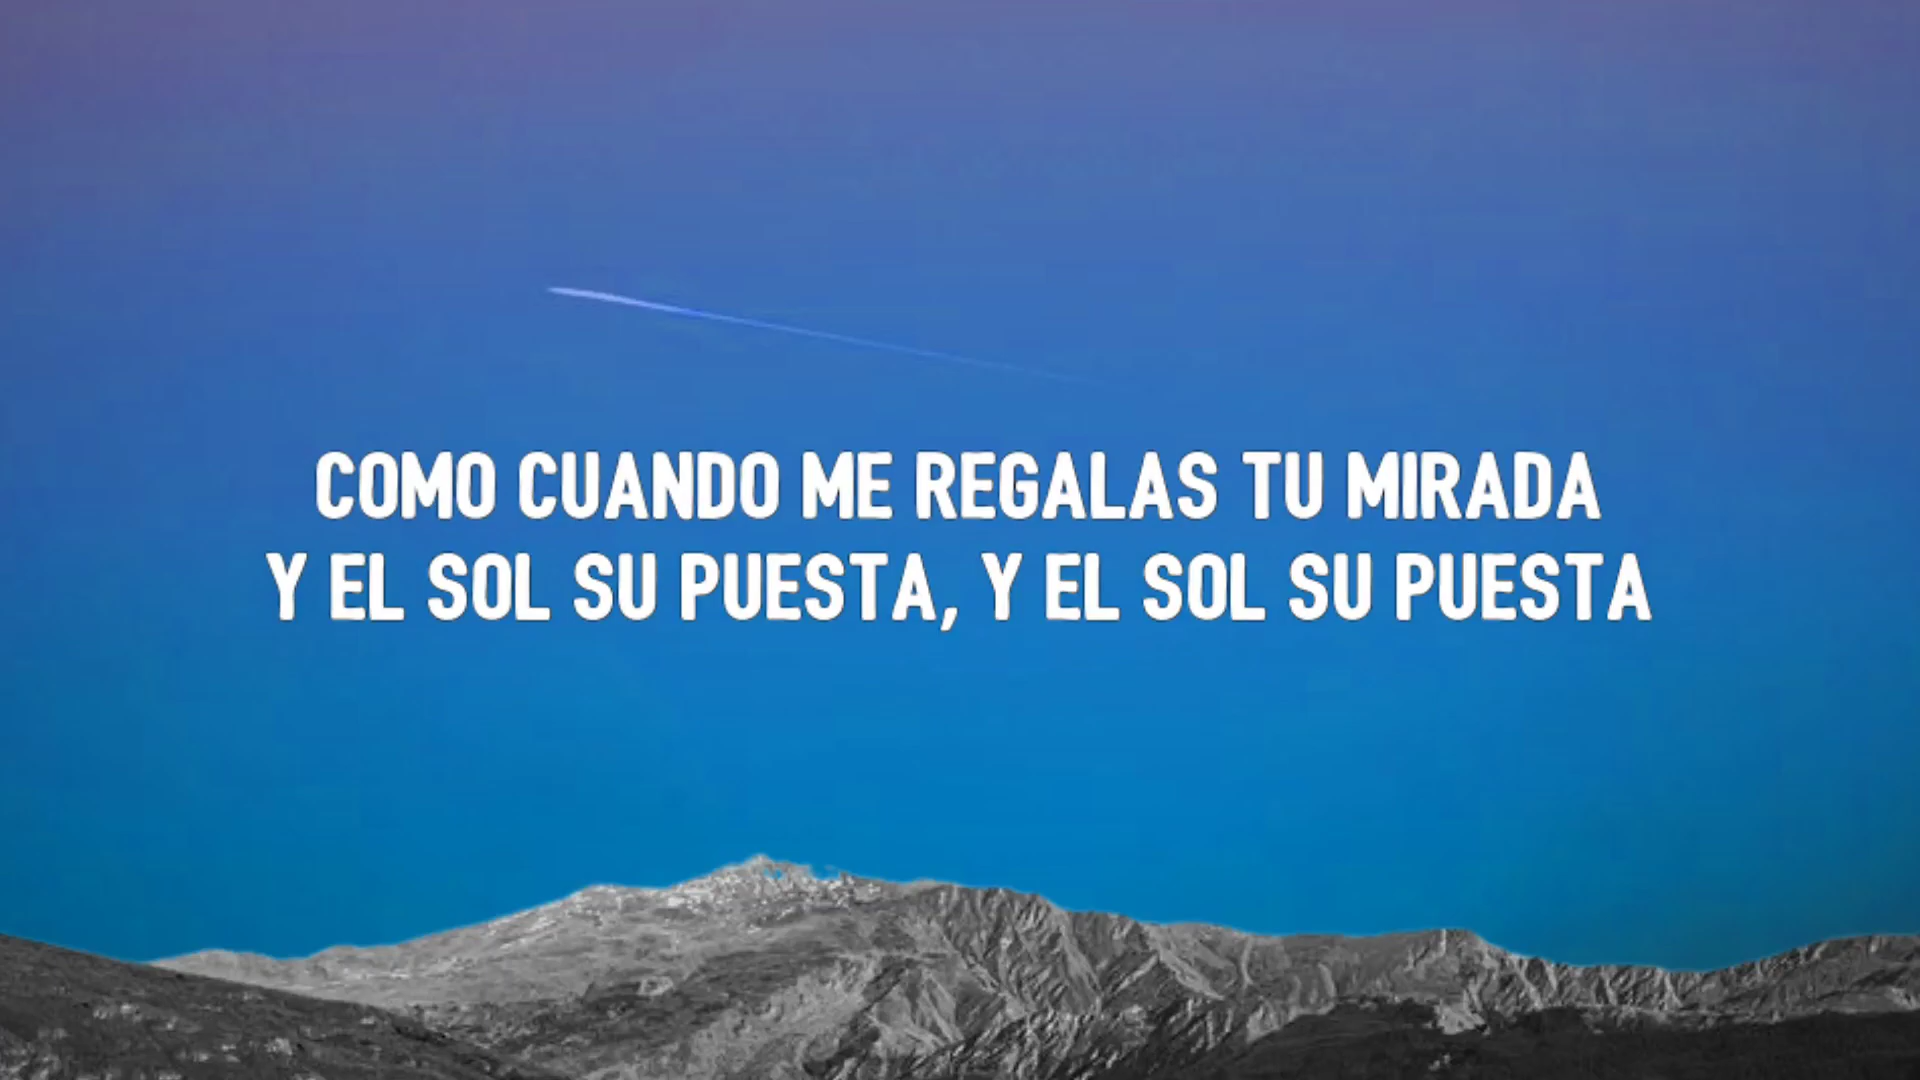 COMO CUANDO ME REGALAS TU MIRADA
Y EL SOL SU PUESTA, Y EL SOL SU PUESTA